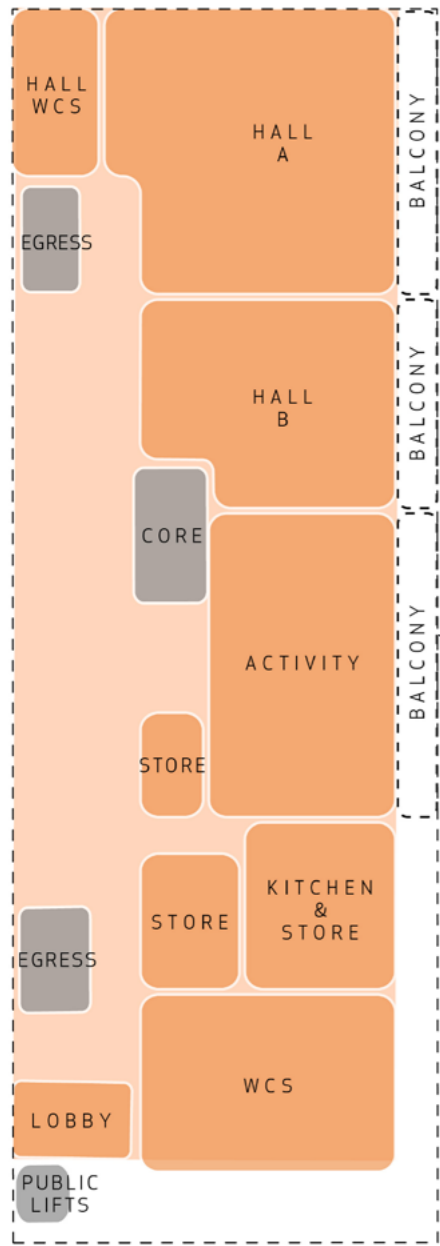 HALL
WCS
HALL
A
BALCONY
EGRESS
HALL
B
BALCONY
CORE
ACTIVITY
BALCONY
STORE
KITCHEN
&
STORE
STORE
EGRESS
WCS
LOBBY
PUBLIC
LIFTS